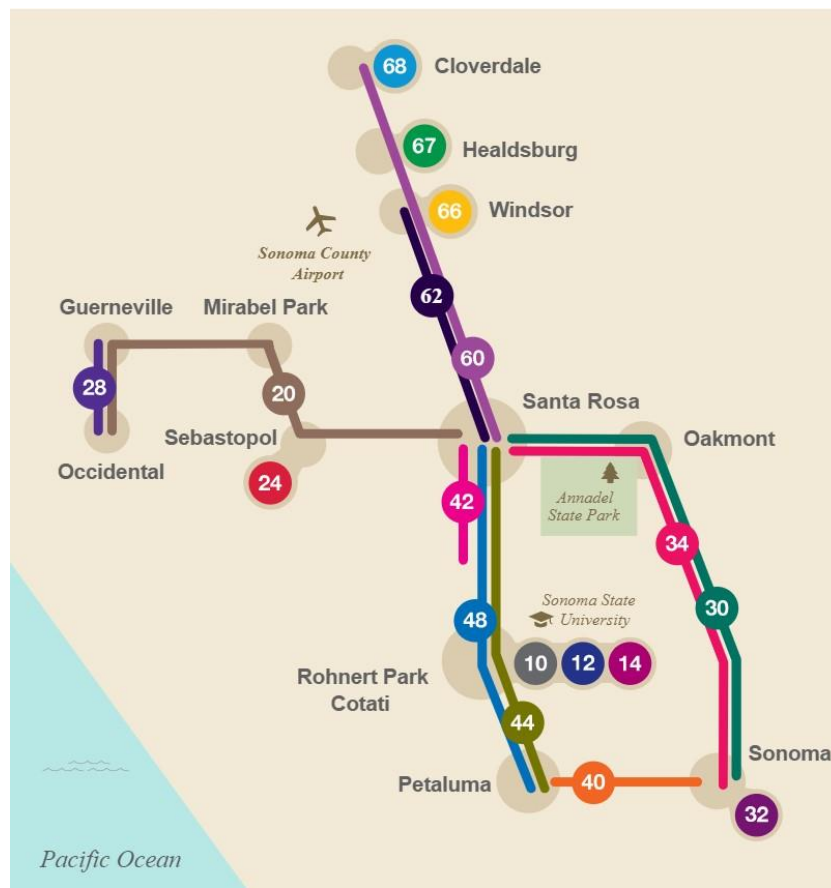 68 Cloverdale
67 Healdsburg
66 Windsor
Sonoma County
Airport
62
Guerneville
Mirabel Park
60
28
20
Santa Rosa
Sebastopol
Oakmont
Occidental
24
42
Annadel
State Park
34
Sonoma State
University
30
48
10 12 14
Rohnert Park
Cotati
44
Sonoma
Petaluma
40
32
Pacific Ocean